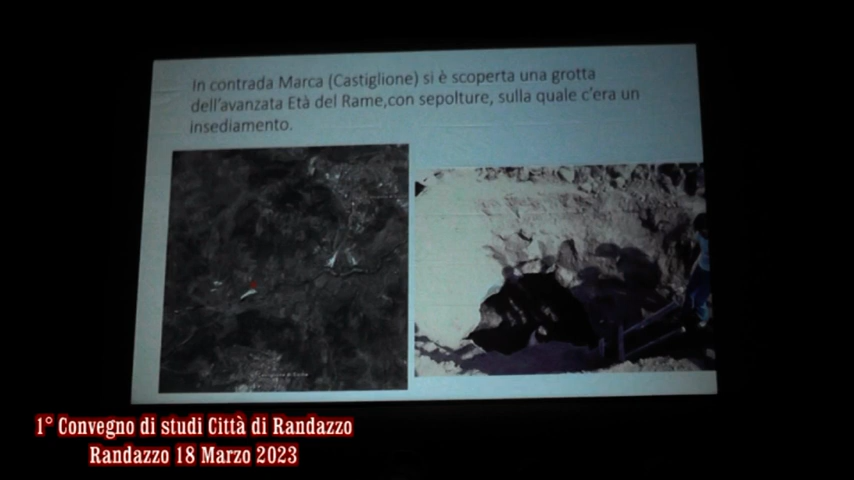 In contrada Marca (Castiglione) si è scoperta una grotta
dell'avanzata Età del Rame,con sepolture, sulla quale c'era un
insediamento.
1° Convegno di studi Città di Randazzo
Randazzo 18 Marzo 2023